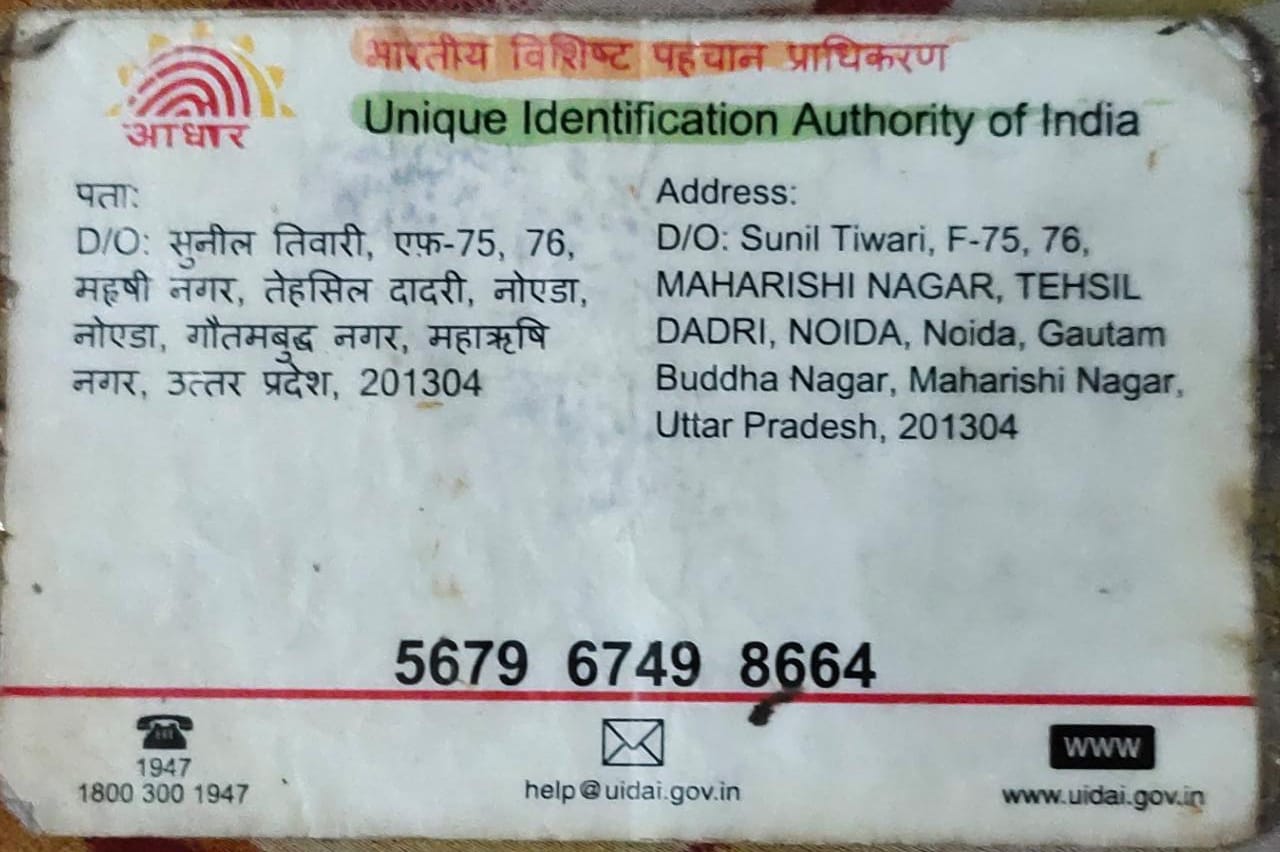 भारतीय विशिष्ट पहचान प्राधिकरण
Unique Identification Authority of India
आधार
पता:
D/O: सुनील तिवारी, एफ़-75, 76,
महृषी नगर, तेहसिल दादरी, नोएडा,
नोएडा, गौतमबुद्ध नगर, महाऋषि
नगर, उत्तर प्रदेश, 201304
Address:
D/O: Sunil Tiwari, F-75, 76,
MAHARISHI NAGAR, TEHSIL
DADRI, NOIDA, Noida, Gautam
Buddha Nagar, Maharishi Nagar,
Uttar Pradesh, 201304
5679 6749 8664
1947
1800 300 1947
help@uidai.gov.in
www
www.uidai.gov.in